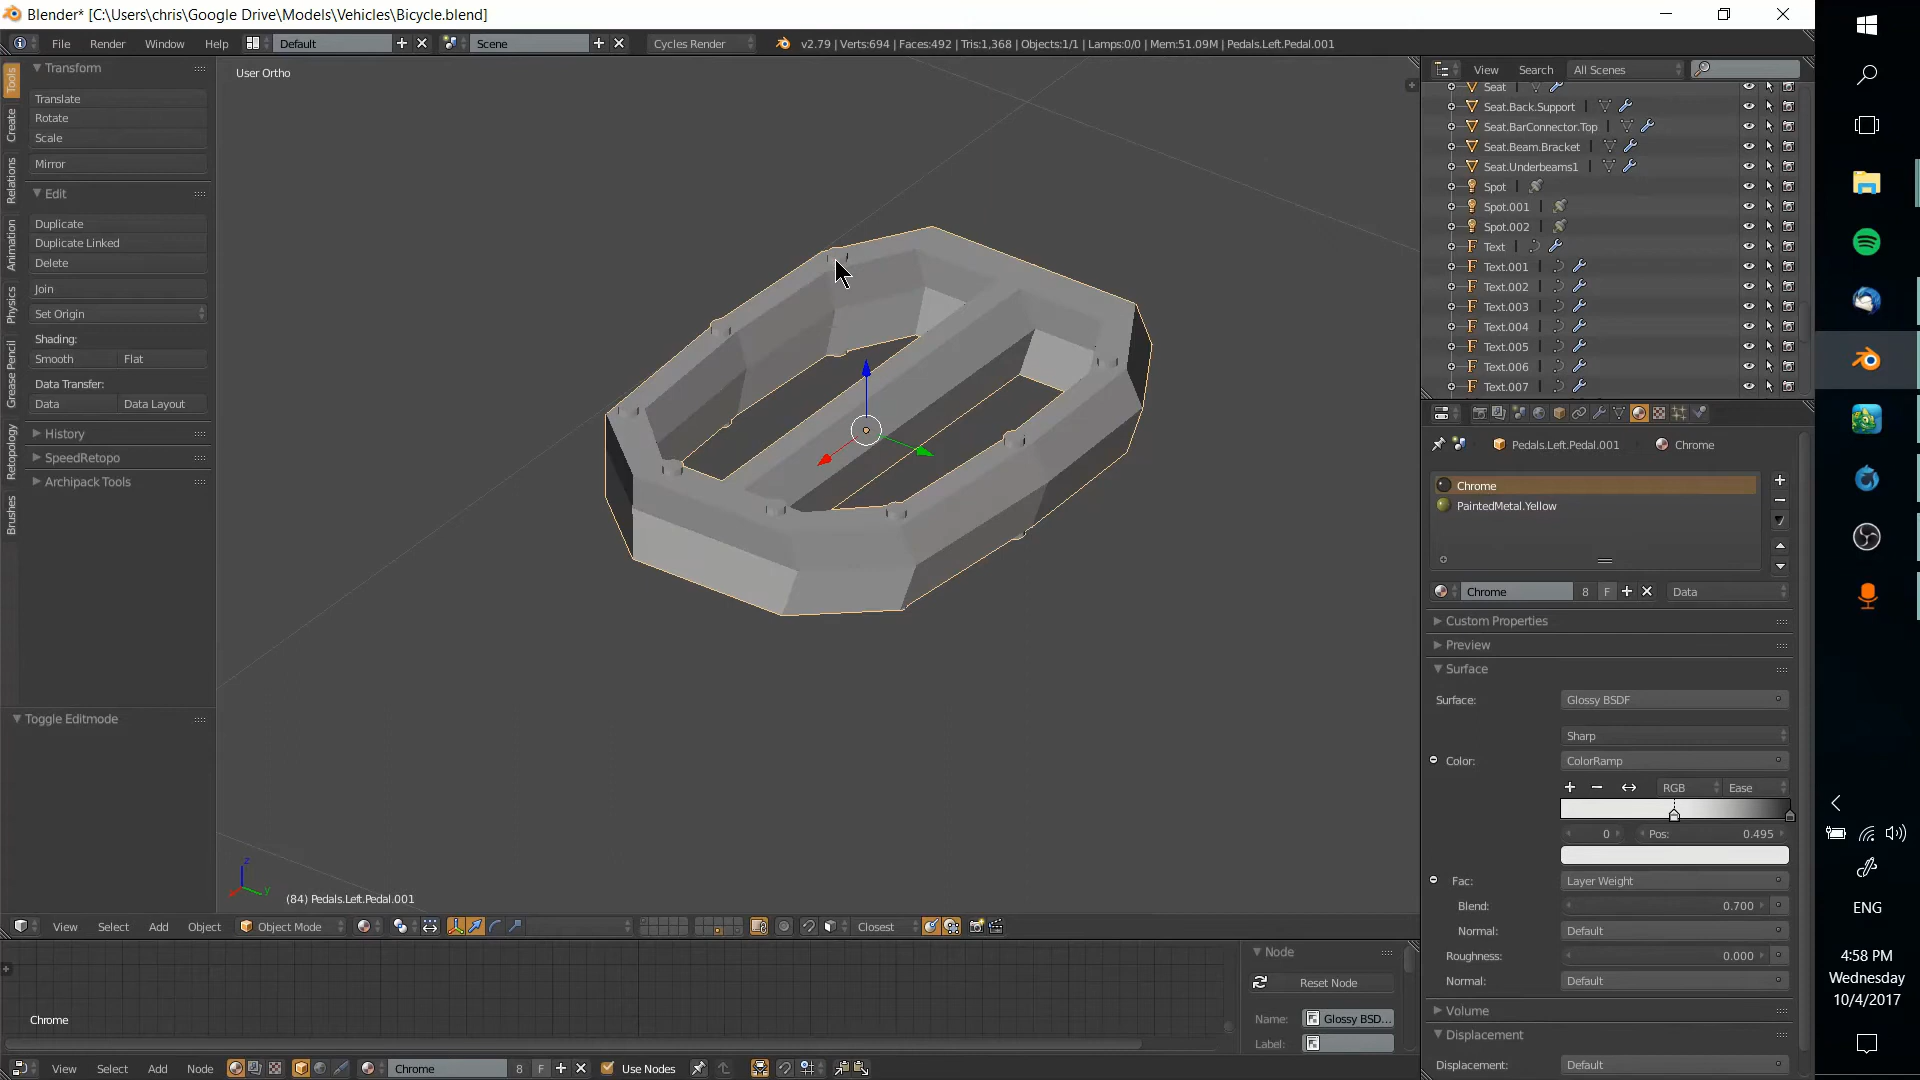 Blender* [C:\Users\chris\Google Drive\Models\Vehicles\Bicycle.blend]
File Render Window Help Default Scene Cycles Render v2.79 | Verts:694 | Faces:492 | Tris:1,368 | Objects:1/1 | Lamps:0/0 | Mem:51.09M | Pedals.Left.Pedal.001
Tools
Create
Relations
Animation
Physics
Grease Pencil
Retopology
Brushes
Transform
Translate
Rotate
Scale
Mirror
Edit
Duplicate
Duplicate Linked
Delete
Join
Set Origin
Shading:
Smooth Flat
Data Transfer:
Data Data Layout
History
SpeedRetopo
Archipack Tools
Toggle Editmode
User Ortho
(84) Pedals.Left.Pedal.001
View Select Add Object Object Mode Closest
Chrome
Node
Reset Node
Name: Glossy BSD...
Label:
View Select Add Node Chrome 8 F Use Nodes
View Search All Scenes
Seat
Seat.Back.Support
Seat.BarConnector.Top
Seat.Beam.Bracket
Seat.Underbeams1
Spot
Spot.001
Spot.002
Text
Text.001
Text.002
Text.003
Text.004
Text.005
Text.006
Text.007
Pedals.Left.Pedal.001 Chrome
Chrome
PaintedMetal.Yellow
Chrome 8 F Data
Custom Properties
Preview
Surface
Surface: Glossy BSDF
Sharp
Color: ColorRamp
RGB Ease
0 Pos: 0.495
Fac: Layer Weight
Blend: 0.700
Normal: Default
Roughness: 0.000
Normal: Default
Volume
Displacement
Displacement: Default
ENG
4:58 PM
Wednesday
10/4/2017